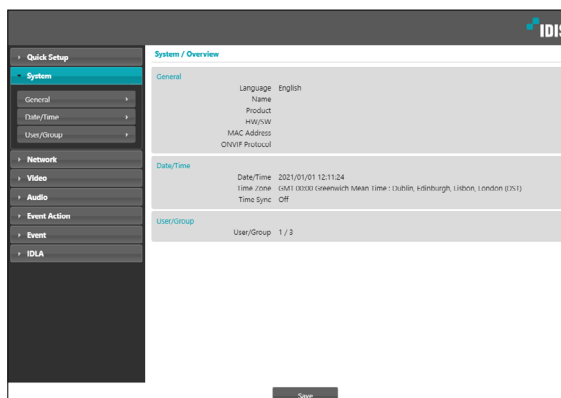 IDIS
Quick Setup
System
General
Date/Time
User/Group
Network
Video
Audio
Event Action
Event
IDLA
System / Overview
General
Language English
Name
Product
HW/SW
MAC Address
ONVIF Protocol
Date/Time
Date/Time 2021/01/01 12:11:24
Time Zone GMT 00:00 Greenwich Mean Time : Dublin, Edinburgh, Lisbon, London (DST)
Time Sync Off
User/Group
User/Group 1 / 3
Save